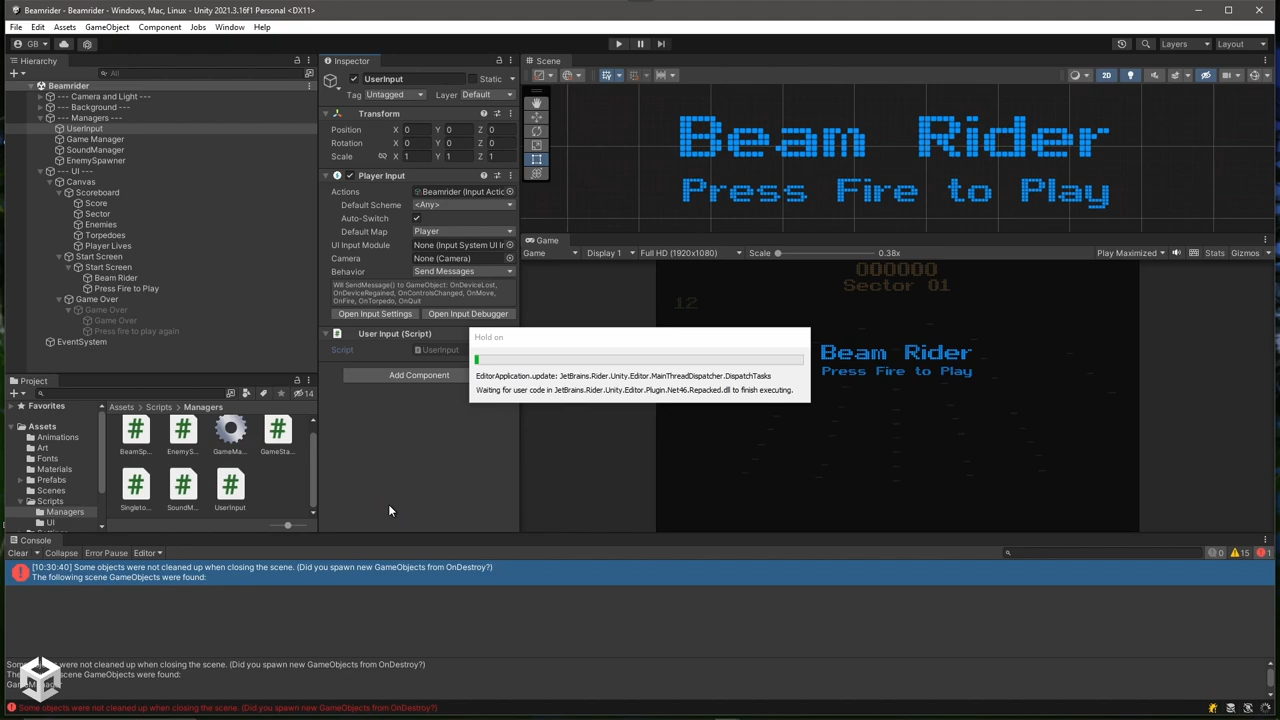 Beamrider - Beamrider - Windows, Mac, Linux - Unity 2021.3.16f1 Personal <DX11>
File Edit Assets GameObject Component Jobs Window Help
GB Layers Layout
Hierarchy
All
Beamrider
--- Camera and Light ---
--- Background ---
--- Managers ---
UserInput
Game Manager
SoundManager
EnemySpawner
--- UI ---
Canvas
Scoreboard
Score
Sector
Enemies
Torpedoes
Player Lives
Start Screen
Start Screen
Beam Rider
Press Fire to Play
Game Over
Game Over
Game Over
Press fire to play again
EventSystem
Inspector
UserInput Static
Tag Untagged Layer Default
Transform
Position X 0 Y 0 Z 0
Rotation X 0 Y 0 Z 0
Scale X 1 Y 1 Z 1
Player Input
Actions Beamrider (Input Actic
Default Scheme <Any>
Auto-Switch
Default Map Player
UI Input Module None (Input System UI Ir
Camera None (Camera)
Behavior Send Messages
Will SendMessage() to GameObject: OnDeviceLost,
OnDeviceRegained, OnControlsChanged, OnMove,
OnFire, OnTorpedo, OnQuit
Open Input Settings Open Input Debugger
User Input (Script)
Script UserInput
Add Component
Scene
2D
Beam Rider
Press Fire to Play
Game
Game Display 1 Full HD (1920x1080) Scale 0.38x Play Maximized Stats Gizmos
000000
Sector 01
12
Beam Rider
Press Fire to Play
Hold on
EditorApplication.update: JetBrains.Rider.Unity.Editor.MainThreadDispatcher.DispatchTasks
Waiting for user code in JetBrains.Rider.Unity.Editor.Plugin.Net46.Repacked.dll to finish executing.
Project
14
Favorites
Assets
Animations
Art
Fonts
Materials
Prefabs
Scenes
Scripts
Managers
UI
Assets > Scripts > Managers
BeamSp... EnemyS... GameMa... GameSta...
Singleto... SoundM... UserInput
Console
Clear Collapse Error Pause Editor 0 15 1
[10:30:40] Some objects were not cleaned up when closing the scene. (Did you spawn new GameObjects from OnDestroy?)
The following scene GameObjects were found:
objects were not cleaned up when closing the scene. (Did you spawn new GameObjects from OnDestroy?)
scene GameObjects were found:
Some objects were not cleaned up when closing the scene. (Did you spawn new GameObjects from OnDestroy?)